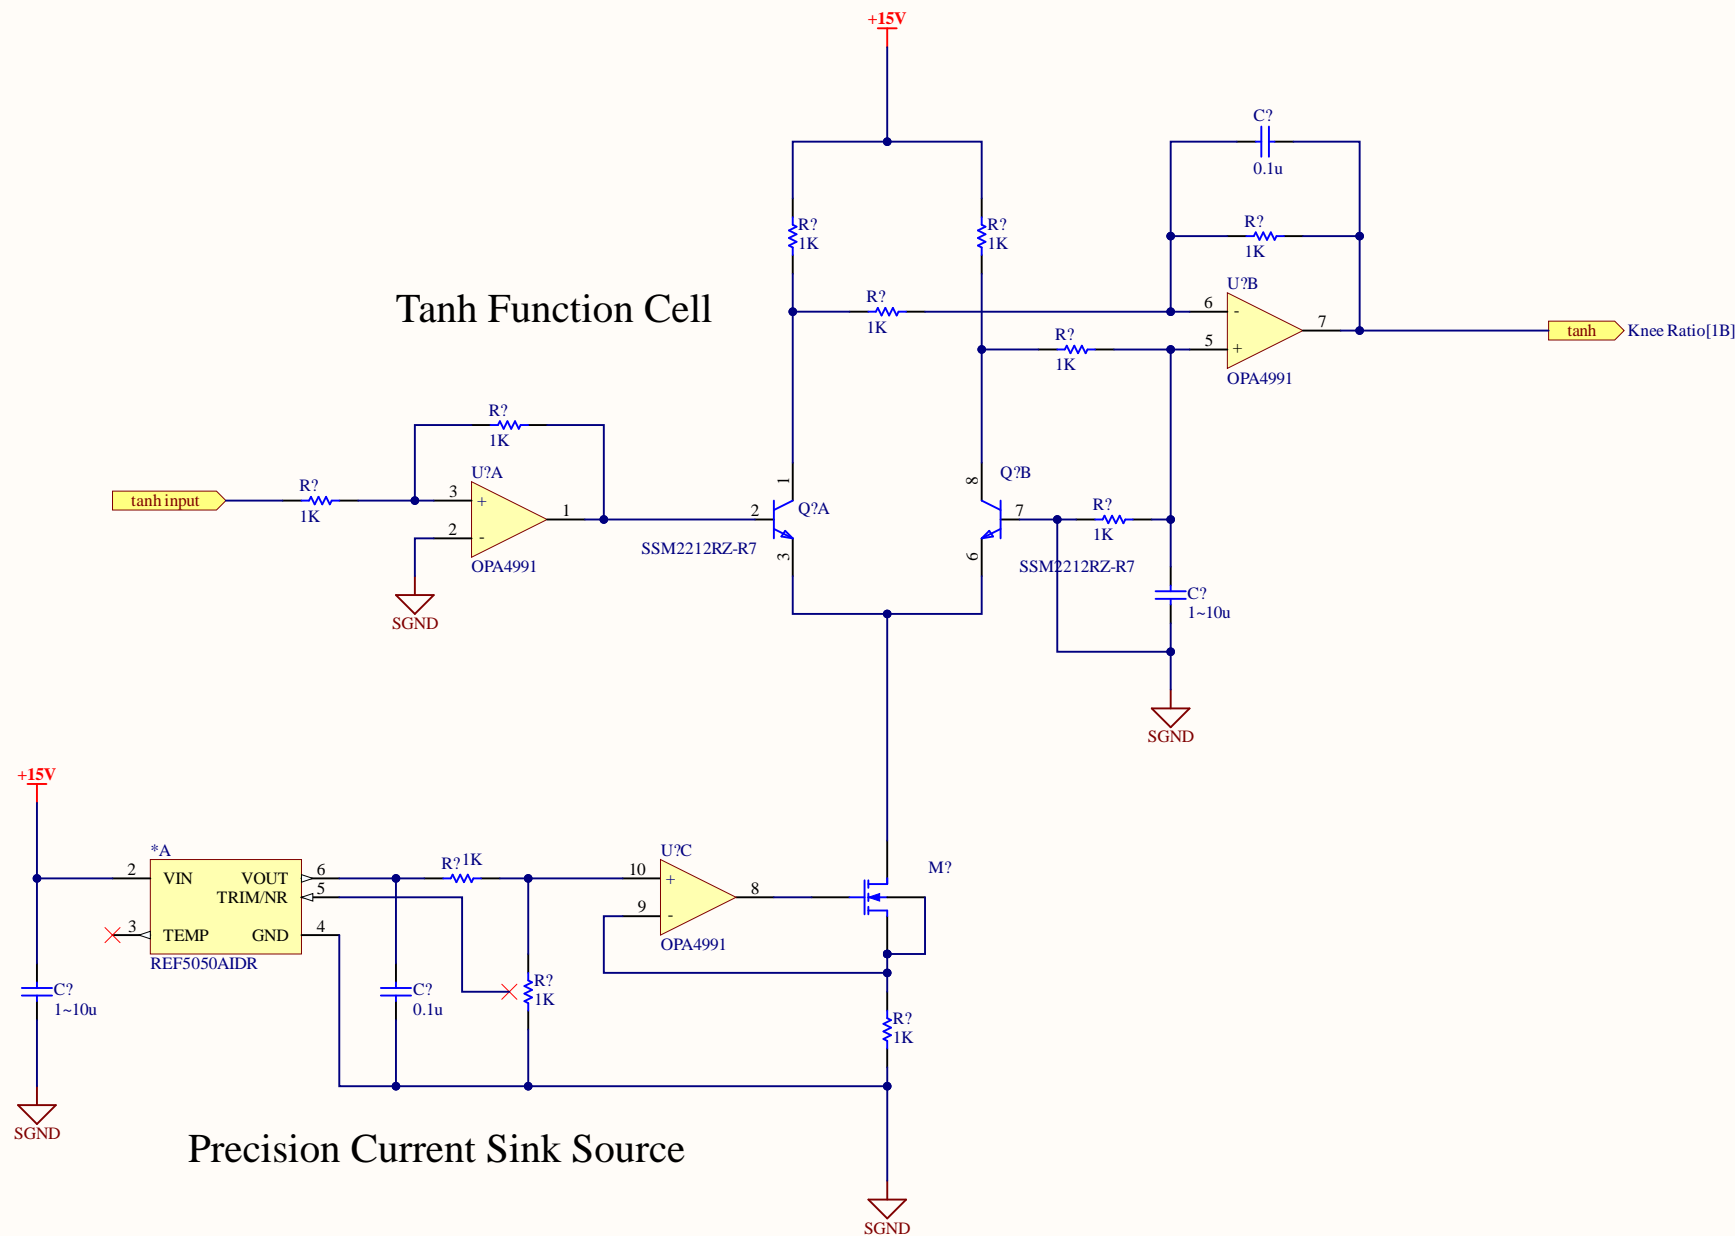 +15V
C?
0.1u
R?
1K
R?
1K
R?
1K
Tanh Function Cell
R?
1K
U?B
6
-
7
5
+
OPA4991
tanh
Knee Ratio[1B]
R?
1K
R?
1K
U?A
3
+
1
2
-
OPA4991
tanh input
R?
1K
SGND
1
2
Q?A
3
SSM2212RZ-R7
8
Q?B
7
6
SSM2212RZ-R7
R?
1K
C?
1~10u
SGND
+15V
*A
2
VIN
VOUT
6
TRIM/NR
5
3
TEMP
GND
4
REF5050AIDR
R?
1K
U?C
10
+
8
9
-
OPA4991
M?
C?
1~10u
C?
0.1u
R?
1K
R?
1K
SGND
Precision Current Sink Source
SGND